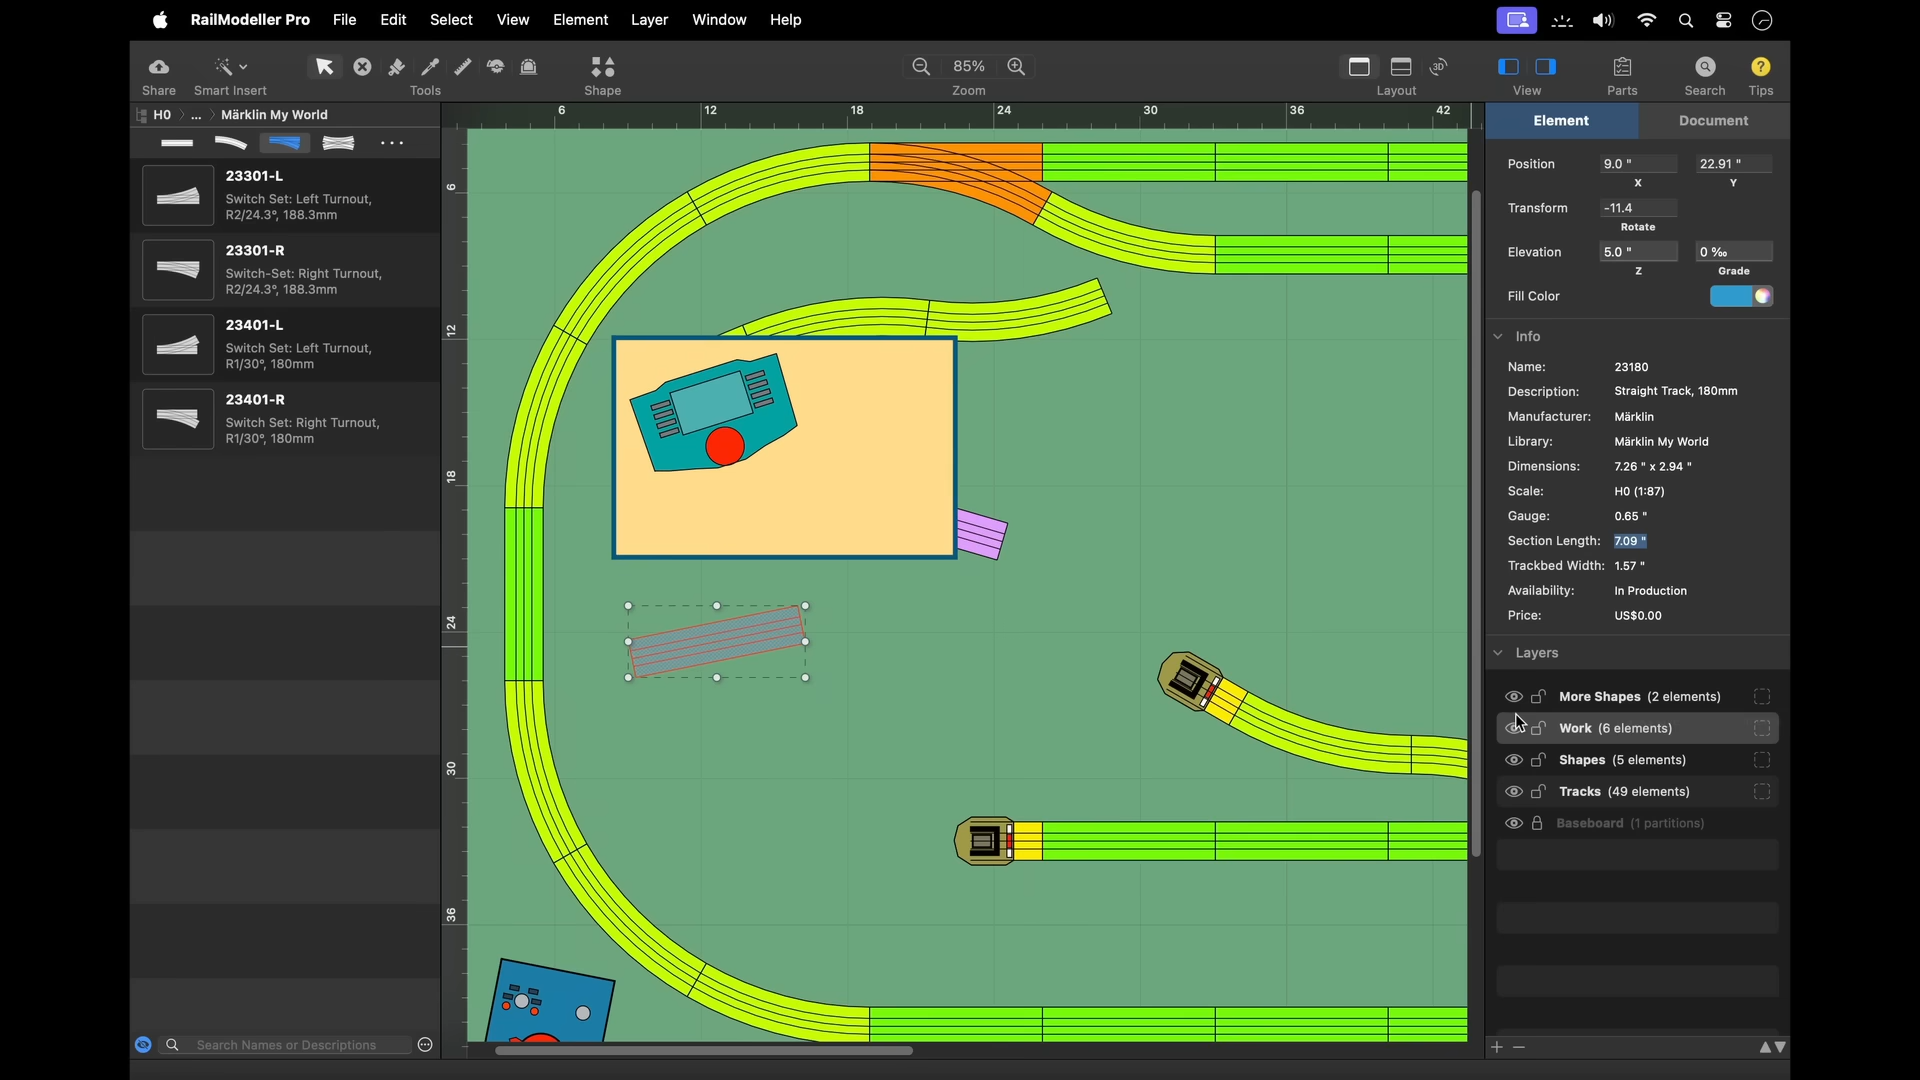 RailModeller Pro File Edit Select View Element Layer Window Help
Share Smart Insert Tools Shape 85% Zoom Layout 3D View Parts Search Tips
H0 ... Märklin My World
23301-L
Switch Set: Left Turnout,
R2/24.3°, 188.3mm
23301-R
Switch-Set: Right Turnout,
R2/24.3°, 188.3mm
23401-L
Switch Set: Left Turnout,
R1/30°, 180mm
23401-R
Switch Set: Right Turnout,
R1/30°, 180mm
Search Names or Descriptions
6 12 18 24 30 36 42
6
12
18
24
30
36
Element Document
Position 9.0 " 22.91 "
X Y
Transform -11.4
Rotate
Elevation 5.0 " 0 ‰
Z Grade
Fill Color
Info
Name: 23180
Description: Straight Track, 180mm
Manufacturer: Märklin
Library: Märklin My World
Dimensions: 7.26 " x 2.94 "
Scale: H0 (1:87)
Gauge: 0.65 "
Section Length: 7.09 "
Trackbed Width: 1.57 "
Availability: In Production
Price: US$0.00
Layers
More Shapes (2 elements)
Work (6 elements)
Shapes (5 elements)
Tracks (49 elements)
Baseboard (1 partitions)